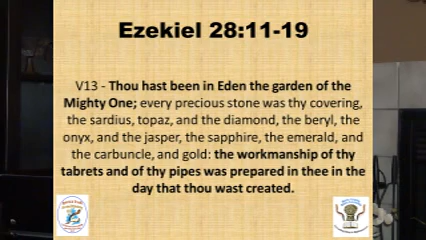 Ezekiel 28:11-19
V13 - Thou hast been in Eden the garden of the
Mighty One; every precious stone was thy covering,
the sardius, topaz, and the diamond, the beryl, the
onyx, and the jasper, the sapphire, the emerald, and
the carbuncle, and gold: the workmanship of thy
tabrets and of thy pipes was prepared in thee in the
day that thou wast created.